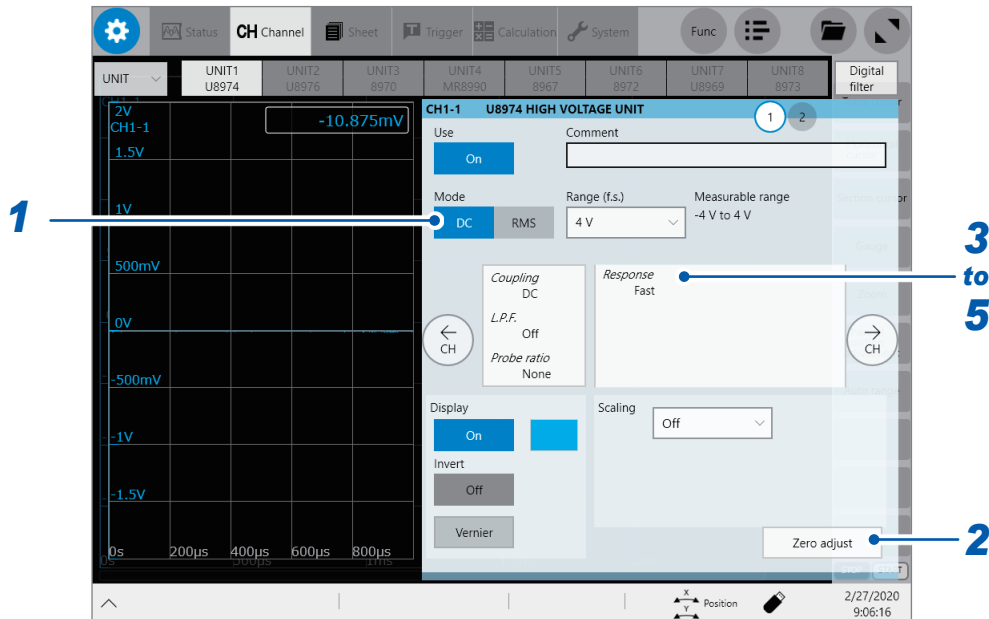 Status
CH Channel
Sheet
Trigger
Calculation
System
Func
UNIT
UNIT1
U8974
UNIT2
U8976
UNIT3
8970
UNIT4
MR8990
UNIT5
8967
UNIT6
8972
UNIT7
U8969
UNIT8
8973
Digital
filter
2V
CH1-1
-10.875mV
1.5V
1V
500mV
0V
-500mV
-1V
-1.5V
0s
200µs
400µs
600µs
800µs
CH1-1 U8974 HIGH VOLTAGE UNIT
1
2
Use
On
Comment
Mode
DC
RMS
Range (f.s.)
4 V
Measurable range
-4 V to 4 V
Coupling
DC
L.P.F.
Off
Probe ratio
None
Response
Fast
← CH
→ CH
Display
On
Invert
Off
Vernier
Scaling
Off
Zero adjust
X
Y
Position
2/27/2020
9:06:16
1
3
to
5
2